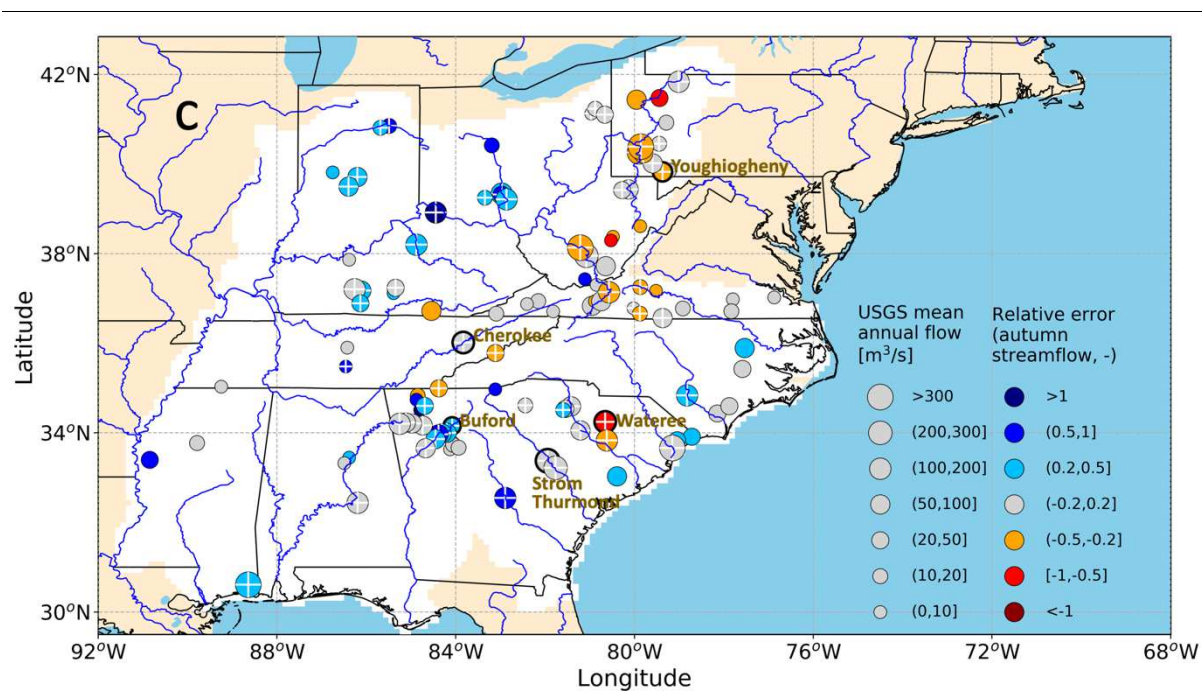 C
42°N
38°N
34°N
30°N
Latitude
92°W
88°W
84°W
80°W
76°W
72°W
68°W
Longitude
Youghiogheny
Cherokee
Buford
Wateree
Strom
Thurmond
USGS mean
annual flow
[m³/s]
>300
(200,300]
(100,200]
(50,100]
(20,50]
(10,20]
(0,10]
Relative error
(autumn
streamflow, -)
>1
(0.5,1]
(0.2,0.5]
(-0.2,0.2]
(-0.5,-0.2]
[-1,-0.5]
<-1